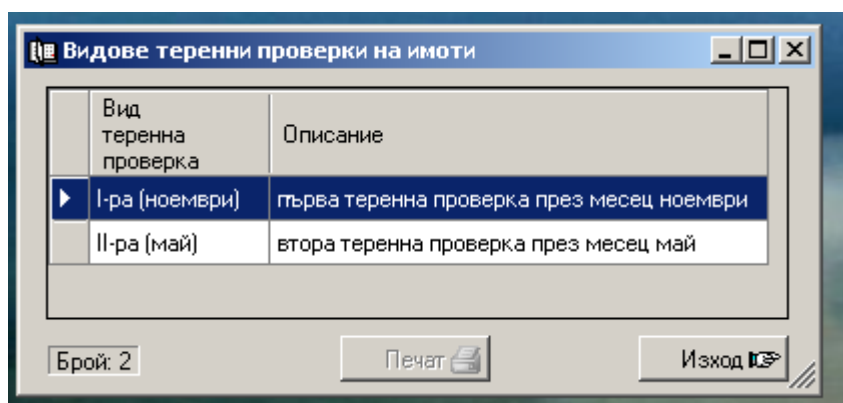 Видове теренни проверки на имоти
Вид
теренна
проверка
Описание
I-ра (ноември) първа теренна проверка през месец ноември
II-ра (май) втора теренна проверка през месец май
Брой: 2
Печат
Изход